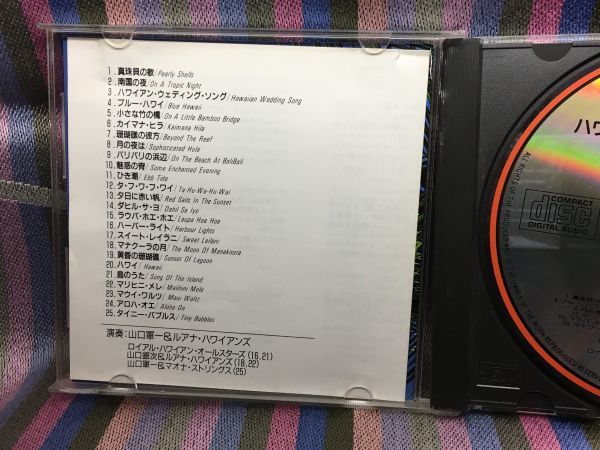 1. 真珠貝の歌/Pearly Shells
2. 南国の夜/On A Tropic Night
3. ハワイアン・ウェディング・ソング/Hawaiian Wedding Song
4. ブルー・ハワイ/Blue Hawaii
5. 小さな竹の橋/On A Little Bamboo Bridge
6. カイマナ・ヒラ/Kaimana Hila
7. 珊瑚礁の彼方/Beyond The Reef
8. 月の夜は/Sophisticated Hula
9. バリバリの浜辺/On The Beach At BaliBali
10. 魅惑の宵/Some Enchanted Evening
11. ひき潮/Ebb Tide
12. タ・フ・ワ・フ・ワイ/Ta-Hu-Wa-Hu-Wai
13. 夕日に赤い帆/Red Sails In The Sunset
14. ダヒル・サ・ヨ/Dahil Sa Iyo
15. ラウパ・ホエ・ホエ/Laupa Hoe Hoe
16. ハーバー・ライト/Harbour Lights
17. スイート・レイラニ/Sweet Leilani
18. マナクーラの月/The Moon Of Manakoura
19. 黄昏の珊瑚礁/Sunset Of Lagoon
20. ハワイ/Hawaii
21. 島のうた/Song Of The Island
22. マリヒニ・メレ/Malihini Mele
23. マウイ・ワルツ/Maui Waltz
24. アロハ・オエ/Aloha Oe
25. タイニー・バブルス/Tiny Bubbles
演奏:山口軍一&ルアナ・ハワイアンズ
ロイアル・ハワイアン・オールスターズ(16,21)
山口銀次&ルアナ・ハワイアンズ(18,22)
山口軍一&マオナ・ストリングス(25)
ハワ
COMPACT
disc
DIGITAL AUDIO